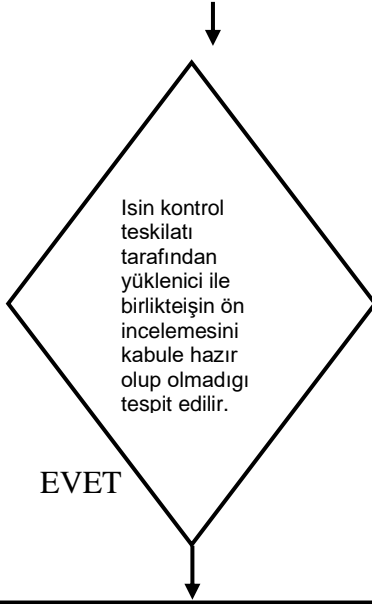 Isin kontrol
teskilatı
tarafından
yüklenici ile
birlikteişin ön
incelemesini
kabule hazır
olup olmadıgı
tespit edilir.
EVET